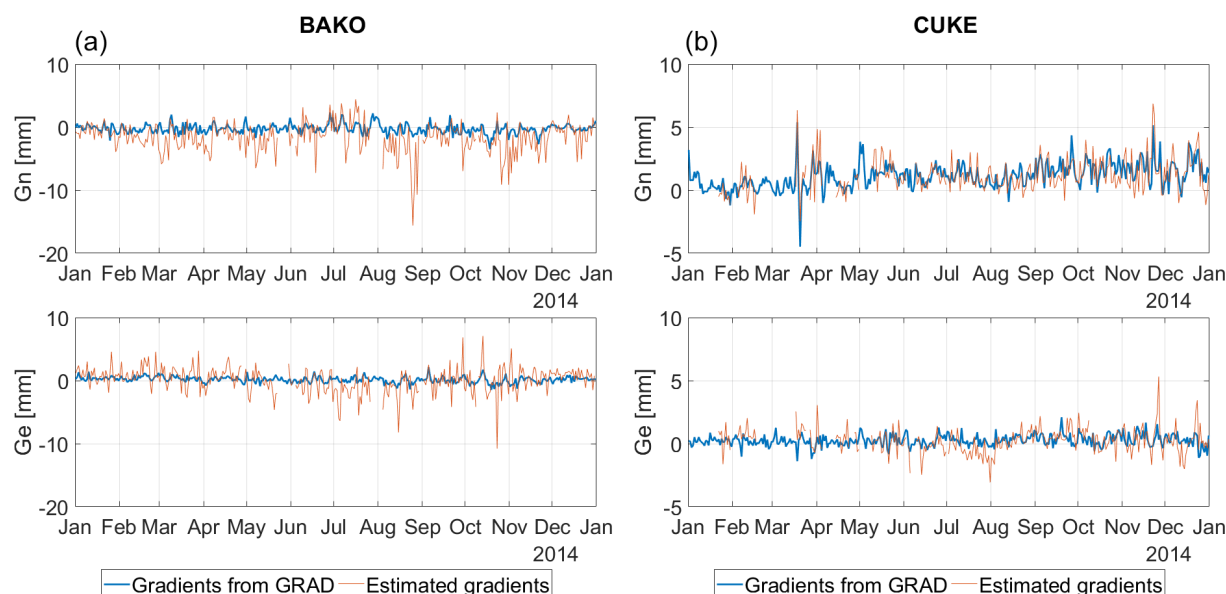 (a) BAKO
10
0
-10
-20
Gn [mm]
Jan Feb Mar Apr May Jun Jul Aug Sep Oct Nov Dec Jan
2014
10
0
-10
-20
Ge [mm]
Jan Feb Mar Apr May Jun Jul Aug Sep Oct Nov Dec Jan
2014
Gradients from GRAD Estimated gradients
(b) CUKE
10
5
0
-5
Gn [mm]
Jan Feb Mar Apr May Jun Jul Aug Sep Oct Nov Dec Jan
2014
10
5
0
-5
Ge [mm]
Jan Feb Mar Apr May Jun Jul Aug Sep Oct Nov Dec Jan
2014
Gradients from GRAD Estimated gradients